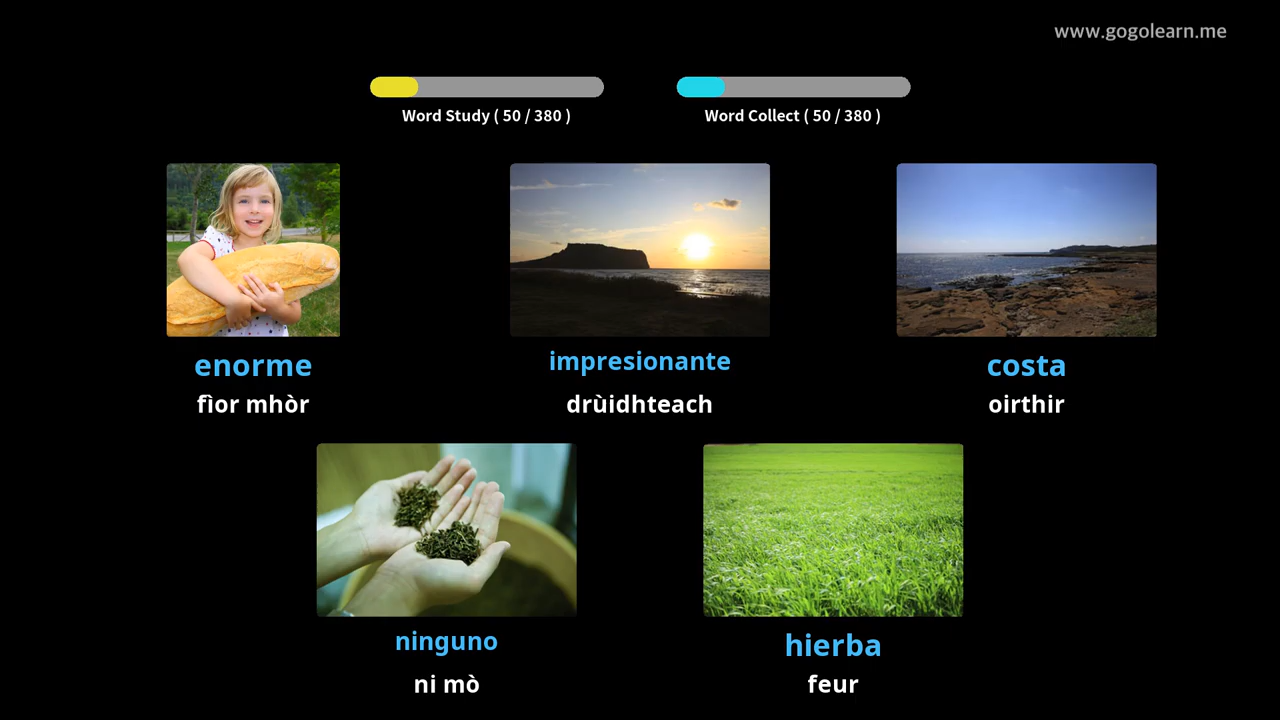 www.gogolearn.me
Word Study ( 50 / 380 )
Word Collect ( 50 / 380 )
enorme
fìor mhòr
impresionante
drùidhteach
costa
oirthir
ninguno
ni mò
hierba
feur